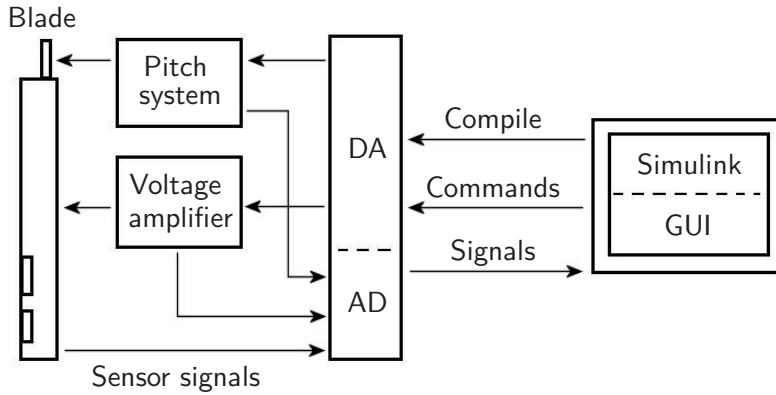 Blade
Pitch
system
Voltage
amplifier
DA
AD
Compile
Commands
Signals
Simulink
GUI
Sensor signals